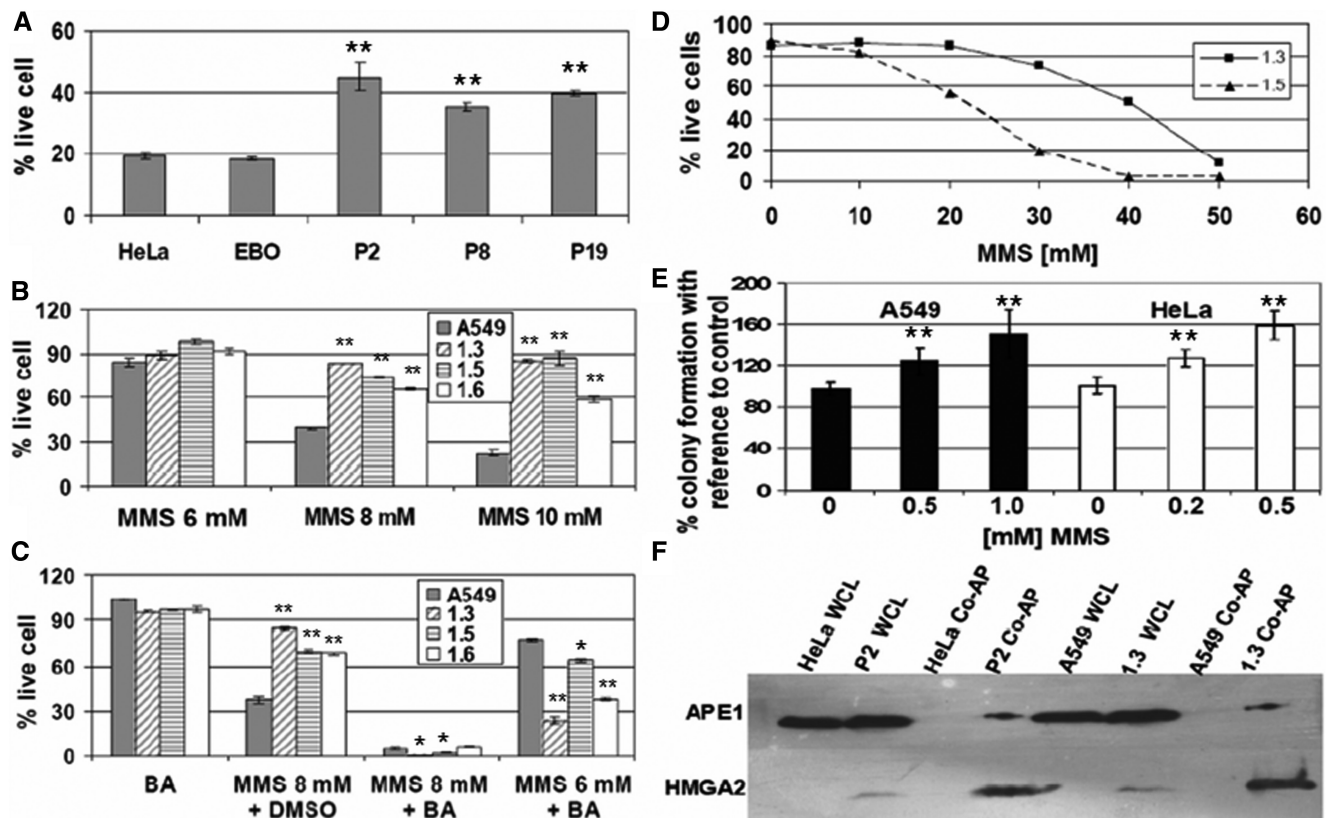 A
% live cell
60
40
20
0
** ** **
HeLa EBO P2 P8 P19
B
% live cell
120
90
60
30
0
A549
1.3
1.5
1.6
** ** **
** ** **
MMS 6 mM MMS 8 mM MMS 10 mM
C
% live cell
120
90
60
30
0
A549
1.3
1.5
1.6
** ** **
* *
** * **
BA MMS 8 mM + DMSO MMS 8 mM + BA MMS 6 mM + BA
D
% live cells
100
80
60
40
20
0
1.3
1.5
0 10 20 30 40 50 60
MMS [mM]
E
% colony formation with
reference to control
200
160
120
80
40
0
A549 HeLa
** ** ** **
0 0.5 1.0 0 0.2 0.5
[mM] MMS
F
HeLa WCL
P2 WCL
HeLa Co-AP
P2 Co-AP
A549 WCL
1.3 WCL
A549 Co-AP
1.3 Co-AP
APE1
HMGA2